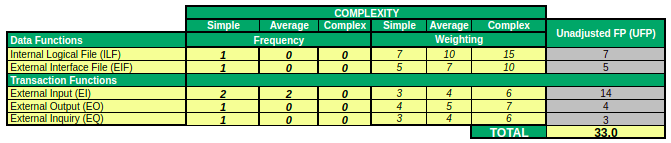 COMPLEXITY
Simple Average Complex Simple Average Complex Unadjusted FP (UFP)
Data Functions Frequency Weighting
Internal Logical File (ILF) 1 0 0 7 10 15 7
External Interface File (EIF) 1 0 0 5 7 10 5
Transaction Functions
External Input (EI) 2 2 0 3 4 6 14
External Output (EO) 1 0 0 4 5 7 4
External Inquiry (EQ) 1 0 0 3 4 6 3
TOTAL 33.0